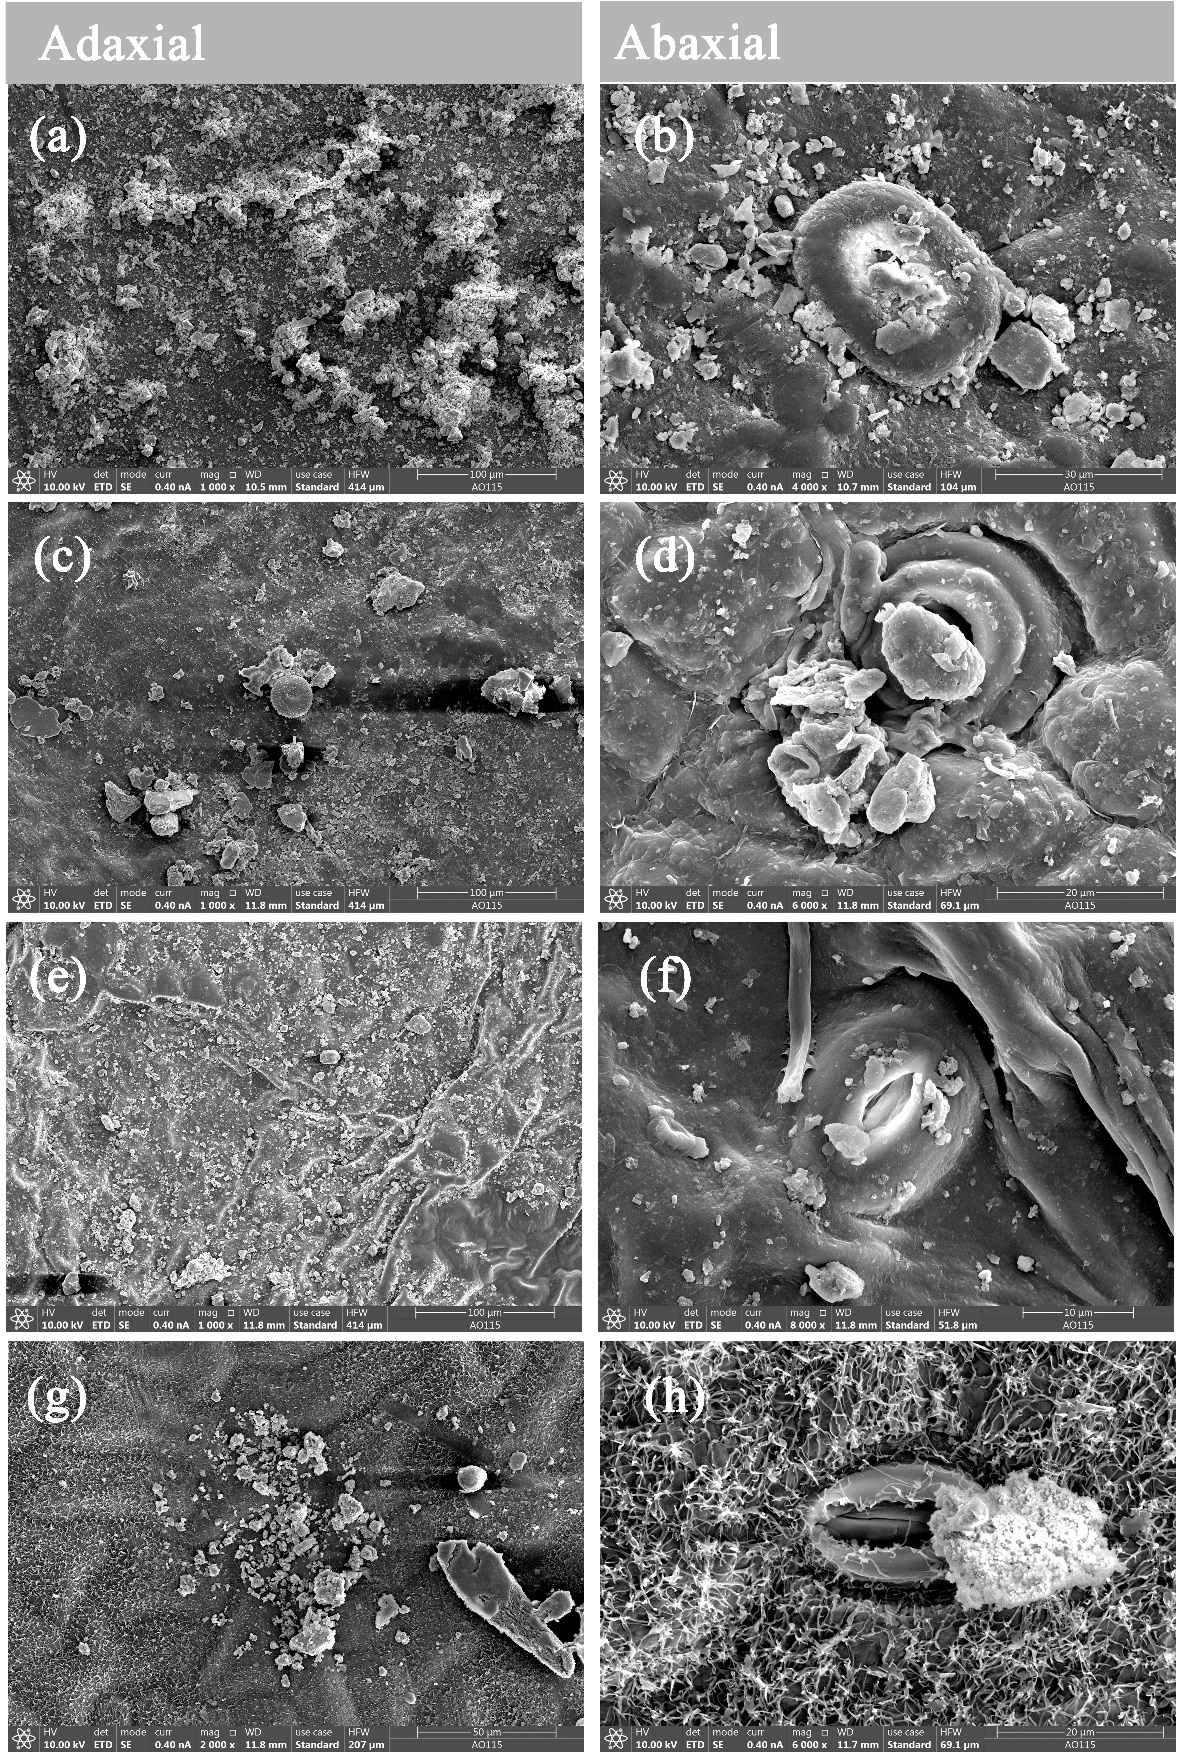 Adaxial
Abaxial
(a)
HV det mode curr mag □ WD use case HFW 100 µm
10.00 kV ETD SE 0.40 nA 1 000 x 10.5 mm Standard 414 µm AO115
(b)
HV det mode curr mag □ WD use case HFW 30 µm
10.00 kV ETD SE 0.40 nA 4 000 x 10.7 mm Standard 104 µm AO115
(c)
HV det mode curr mag □ WD use case HFW 100 µm
10.00 kV ETD SE 0.40 nA 1 000 x 11.8 mm Standard 414 µm AO115
(d)
HV det mode curr mag □ WD use case HFW 20 µm
10.00 kV ETD SE 0.40 nA 6 000 x 11.8 mm Standard 69.1 µm AO115
(e)
HV det mode curr mag □ WD use case HFW 100 µm
10.00 kV ETD SE 0.40 nA 1 000 x 11.8 mm Standard 414 µm AO115
(f)
HV det mode curr mag □ WD use case HFW 10 µm
10.00 kV ETD SE 0.40 nA 8 000 x 11.8 mm Standard 51.8 µm AO115
(g)
HV det mode curr mag □ WD use case HFW 50 µm
10.00 kV ETD SE 0.40 nA 2 000 x 11.8 mm Standard 207 µm AO115
(h)
HV det mode curr mag □ WD use case HFW 20 µm
10.00 kV ETD SE 0.40 nA 6 000 x 11.7 mm Standard 69.1 µm AO115